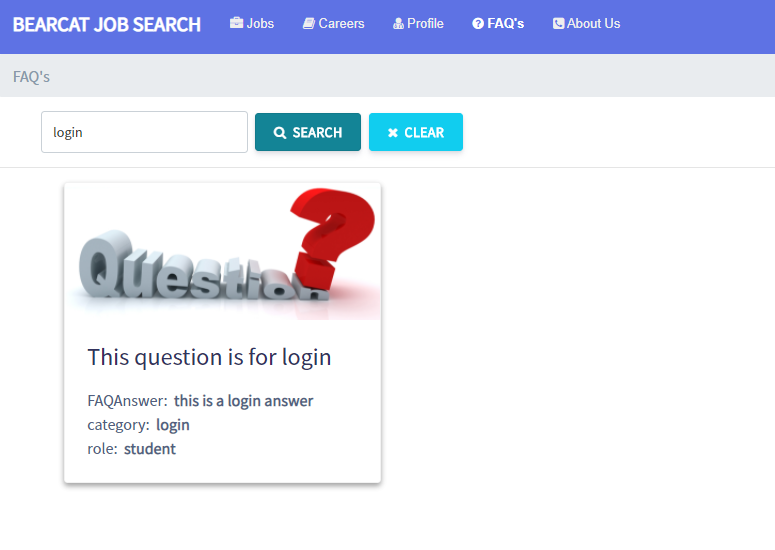 BEARCAT JOB SEARCH Jobs Careers Profile FAQ's About Us
FAQ's
login SEARCH CLEAR
Question?
This question is for login
FAQAnswer: this is a login answer
category: login
role: student